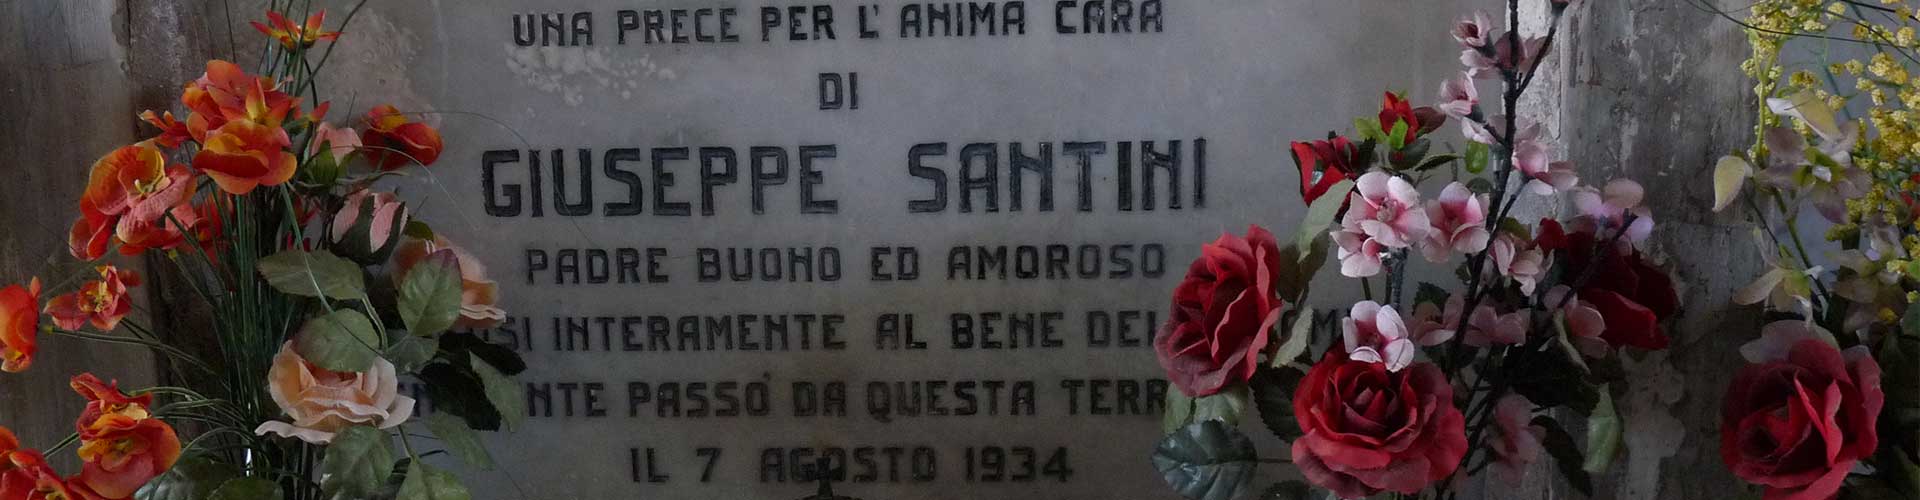 UNA PRECE PER L'ANIMA CARA
DI
GIUSEPPE SANTINI
PADRE BUONO ED AMOROSO
INTERAMENTE AL BENE DEI
PASSÒ DA QUESTA
IL 7 AGOSTO 1934